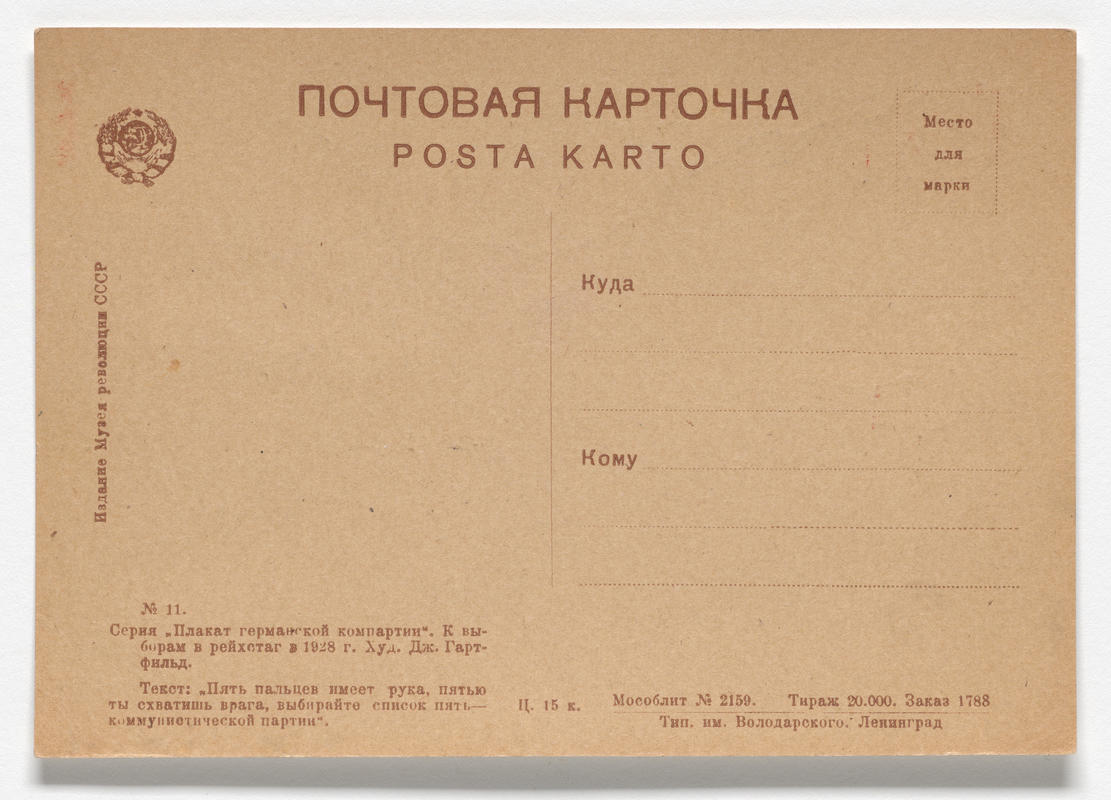 ПОЧТОВАЯ КАРТОЧКА
POSTA KARTO
Место
для
марки
Издание Музея революции СССР
Куда
Кому
№ 11.
Серия „Плакат германской компартии“. К вы-
борам в рейхстаг в 1928 г. Худ. Дж. Гарт-
фильд.
Текст: „Пять пальцев имеет рука, пятью
ты схватишь врага, выбирайте список пять—
коммунистической партии“.
Ц. 15 к.
Мособлит № 2159. Тираж 20.000. Заказ 1788
Тип. им. Володарского. Ленинград